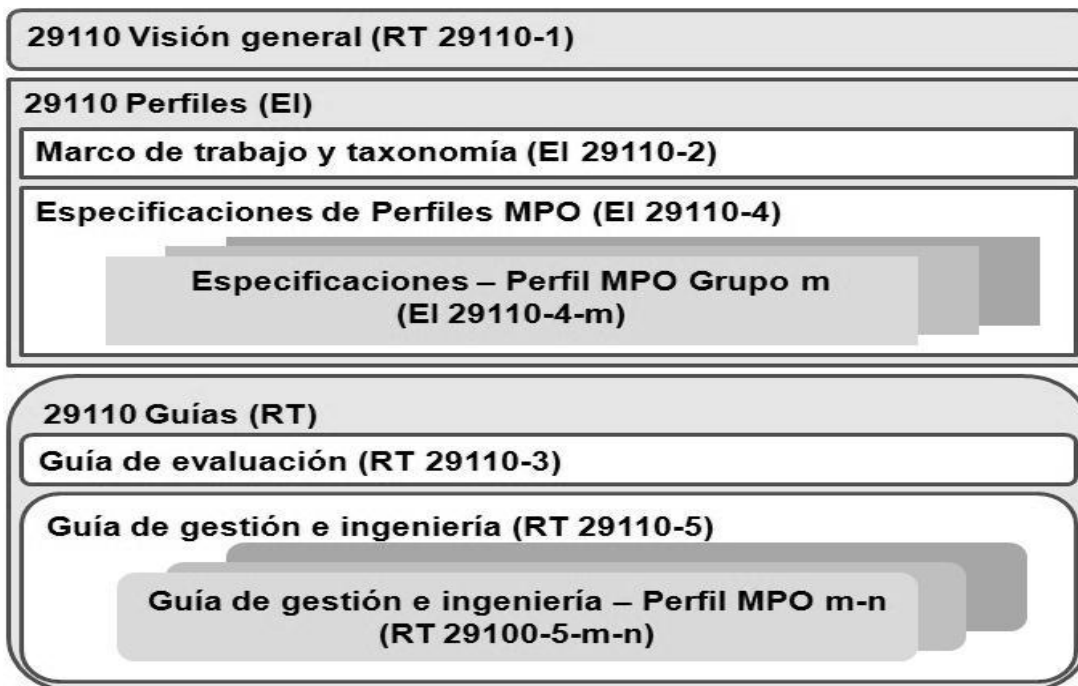 29110 Visión general (RT 29110-1)
29110 Perfiles (EI)
Marco de trabajo y taxonomía (EI 29110-2)
Especificaciones de Perfiles MPO (EI 29110-4)
Especificaciones – Perfil MPO Grupo m
(EI 29110-4-m)
29110 Guías (RT)
Guía de evaluación (RT 29110-3)
Guía de gestión e ingeniería (RT 29110-5)
Guía de gestión e ingeniería – Perfil MPO m-n
(RT 29100-5-m-n)